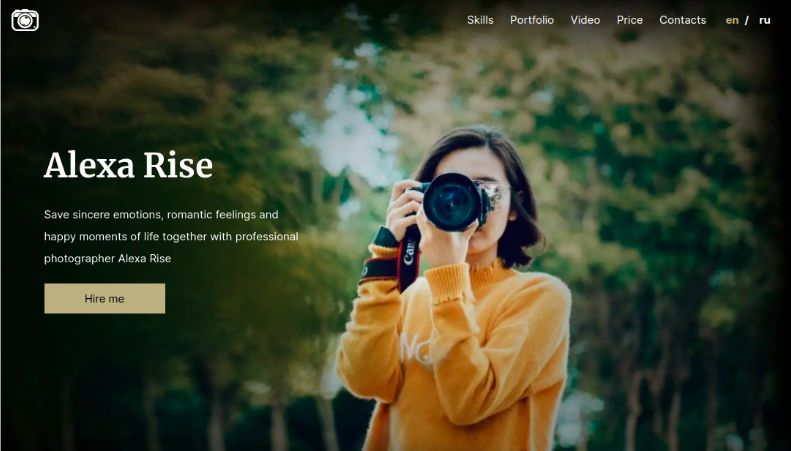 Skills Portfolio Video Price Contacts en / ru
Alexa Rise
Save sincere emotions, romantic feelings and
happy moments of life together with professional
photographer Alexa Rise
Hire me